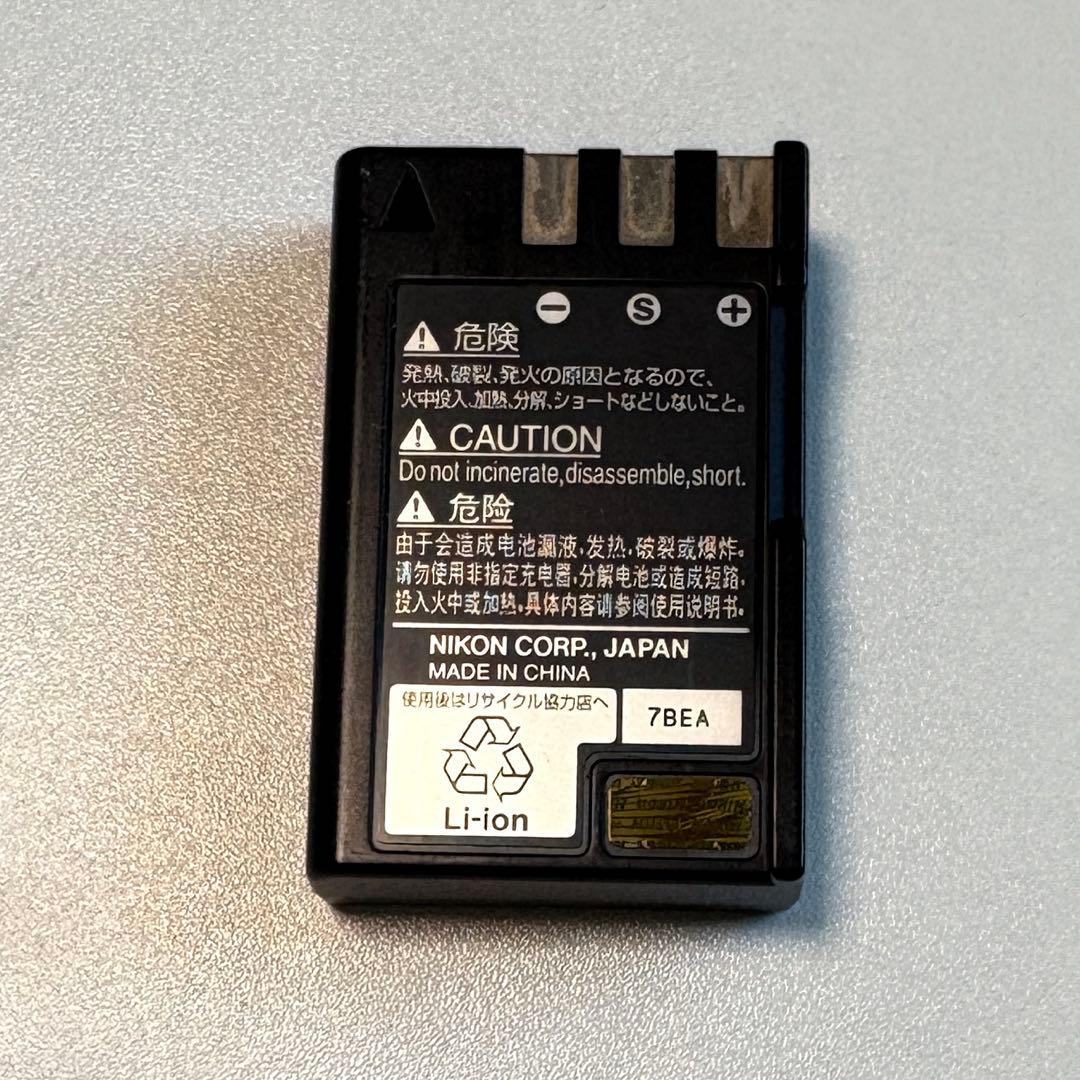 − S +
危険
発熱、破裂、発火の原因となるので、
火中投入、加熱、分解、ショートなどしないこと。
CAUTION
Do not incinerate,disassemble,short.
危险
由于会造成电池漏液,发热,破裂或爆炸。
请勿使用非指定充电器,分解电池或造成短路,
投入火中或加热,具体内容请参阅使用说明书。
NIKON CORP., JAPAN
MADE IN CHINA
使用後はリサイクル協力店へ
7BEA
Li-ion